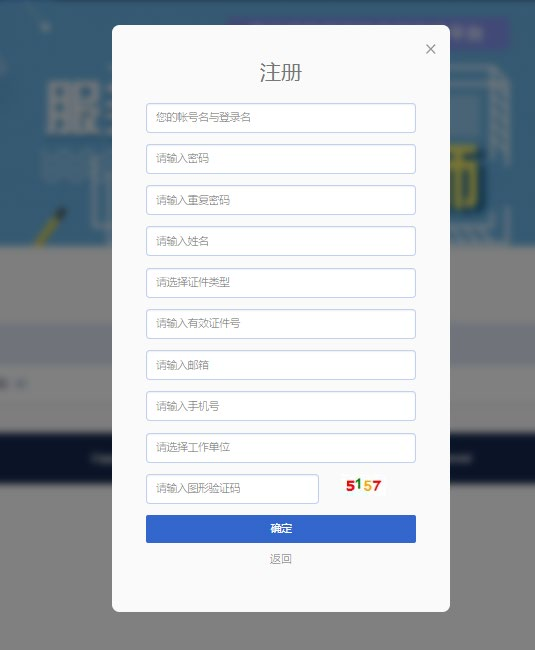 注册
您的帐号名与登录名
请输入密码
请输入重复密码
请输入姓名
请选择证件类型
请输入有效证件号
请输入邮箱
请输入手机号
请选择工作单位
请输入图形验证码
5157
确定
返回
服
师